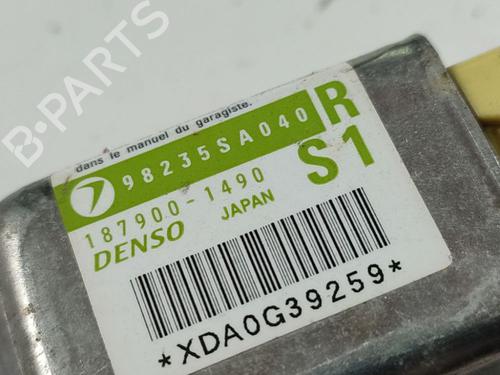 B-PARTS
dans le manuel du garagiste.
98235SA040 R
187900-1490 S1
DENSO JAPAN
*XDA0G39259*